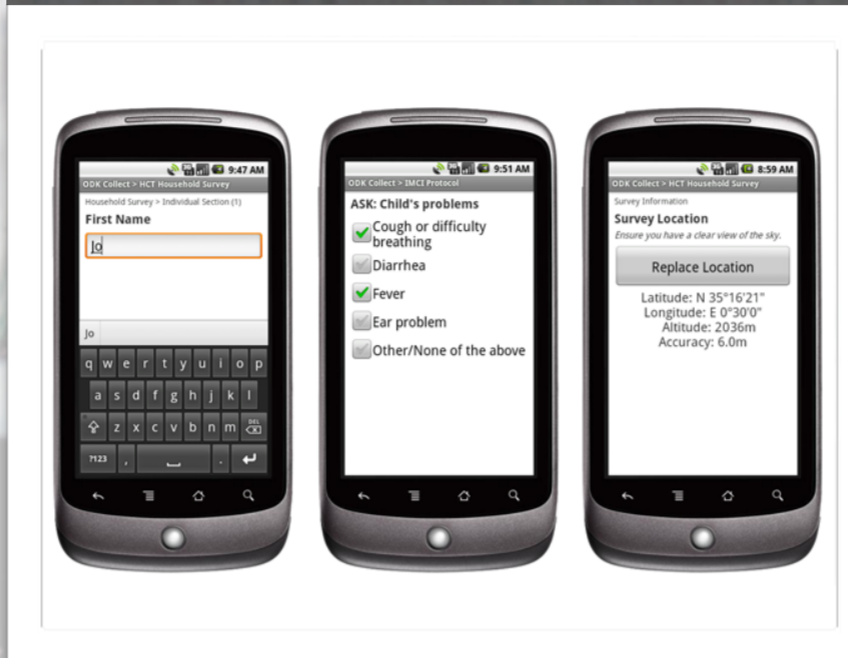 9:47 AM
ODK Collect > HCT Household Survey
Household Survey > Individual Section (1)
First Name
Jo
Jo
q w e r t y u i o p
a s d f g h j k l
z x c v b n m DEL
?123 , .
9:51 AM
ODK Collect > IMCI Protocol
ASK: Child's problems
Cough or difficulty
breathing
Diarrhea
Fever
Ear problem
Other/None of the above
8:59 AM
ODK Collect > HCT Household Survey
Survey Information
Survey Location
Ensure you have a clear view of the sky.
Replace Location
Latitude: N 35°16'21"
Longitude: E 0°30'0"
Altitude: 2036m
Accuracy: 6.0m